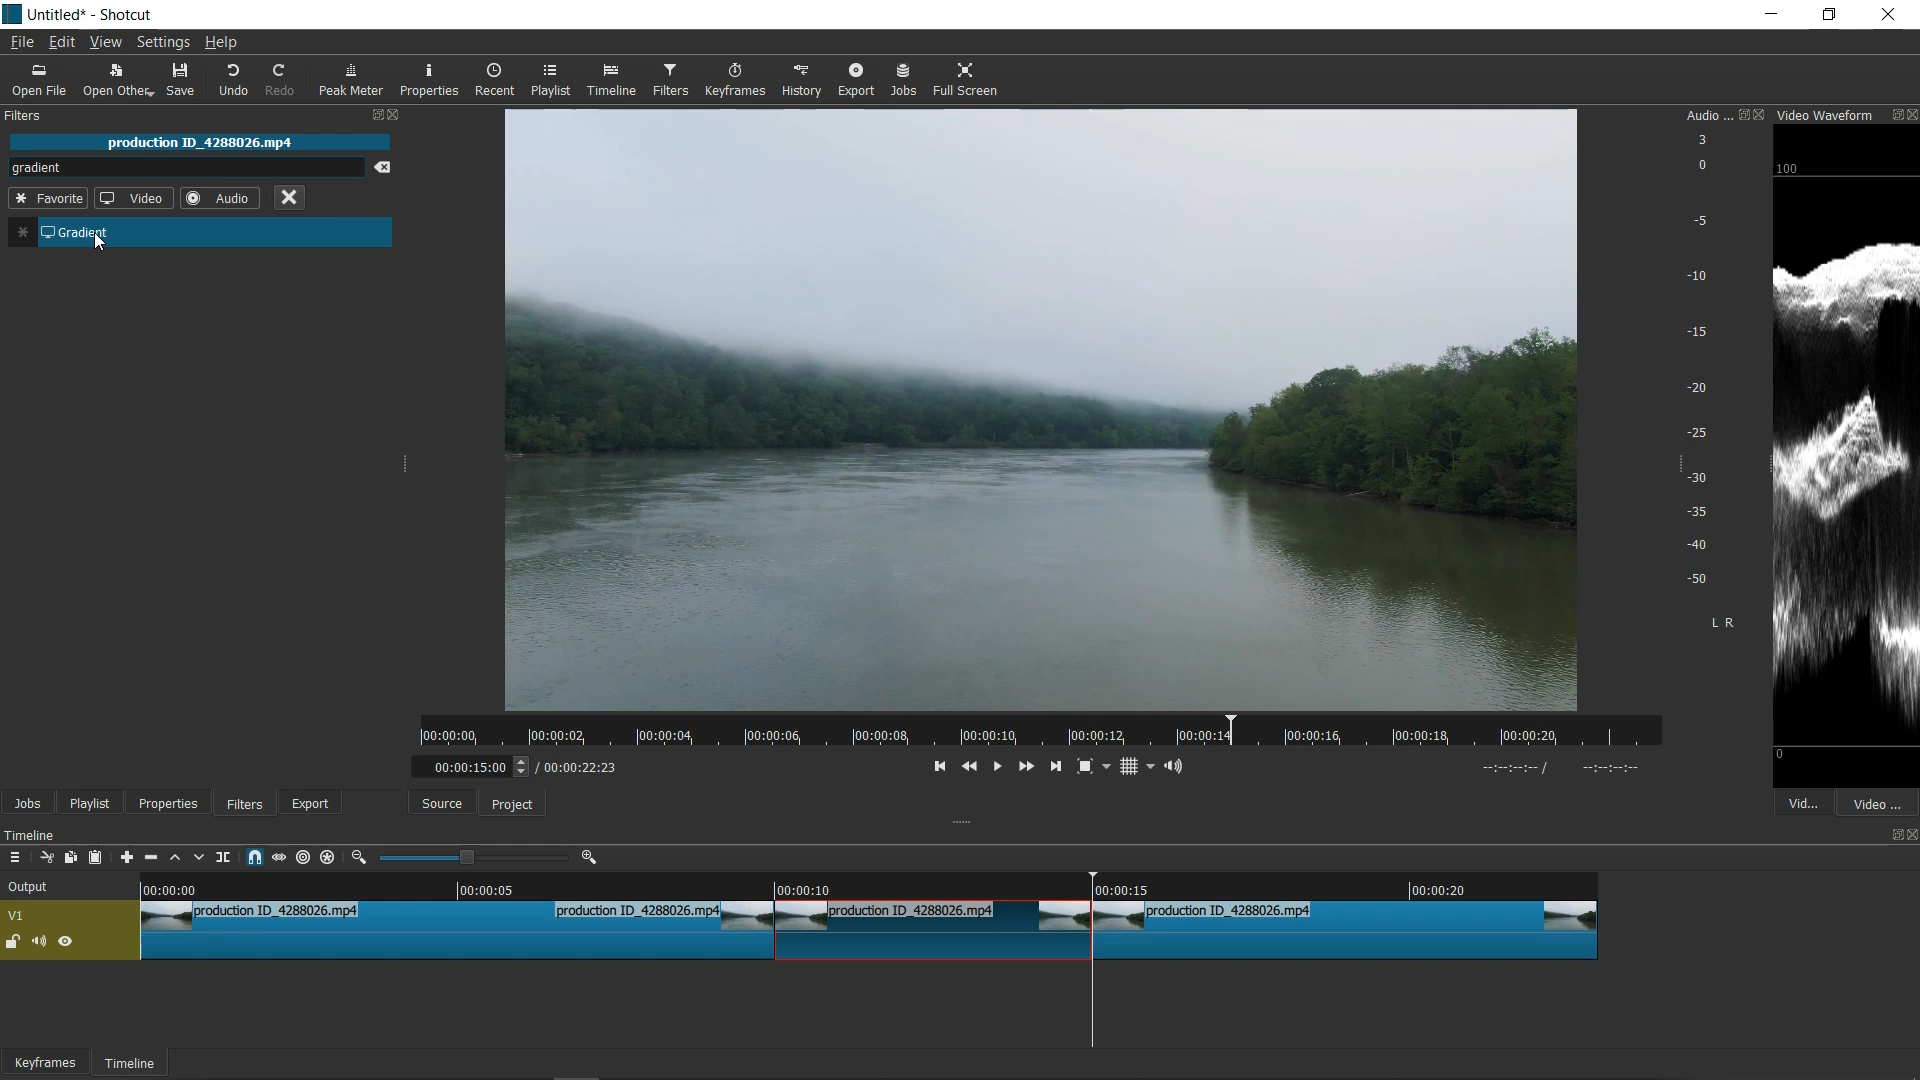 Untitled* - Shotcut
File Edit View Settings Help
Open File Open Other Save Undo Redo Peak Meter Properties Recent Playlist Timeline Filters Keyframes History Export Jobs Full Screen
Filters
production ID_4288026.mp4
gradient
Favorite Video Audio
Gradient
Audio ...
3
0
-5
-10
-15
-20
-25
-30
-35
-40
-50
L R
Video Waveform
100
0
00:00:00 00:00:02 00:00:04 00:00:06 00:00:08 00:00:10 00:00:12 00:00:14 00:00:16 00:00:18 00:00:20
00:00:15:00 / 00:00:22:23
--:--:--:-- / --:--:--:--
Jobs Playlist Properties Filters Export
Source Project
Vid... Video ...
Timeline
Output
00:00:00 00:00:05 00:00:10 00:00:15 00:00:20
V1
production ID_4288026.mp4 production ID_4288026.mp4 production ID_4288026.mp4 production ID_4288026.mp4
Keyframes Timeline